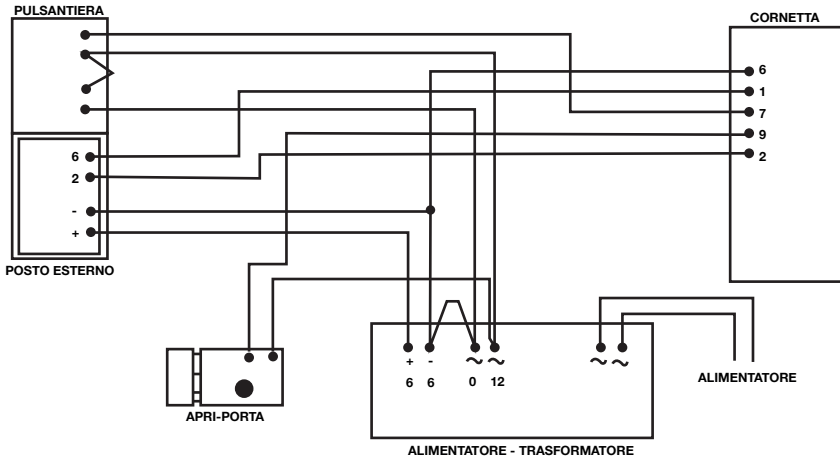 PULSANTIERA
CORNETTA
6
1
7
9
2
6
2
-
+
POSTO ESTERNO
+ - ~ ~ ~ ~
6 6 0 12
ALIMENTATORE
APRI-PORTA
ALIMENTATORE - TRASFORMATORE